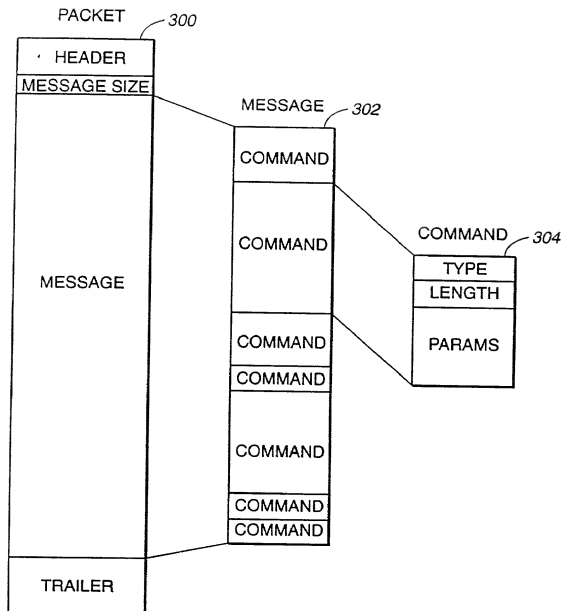 PACKET
300
HEADER
MESSAGE SIZE
MESSAGE
TRAILER
MESSAGE
302
COMMAND
COMMAND
COMMAND
COMMAND
COMMAND
COMMAND
COMMAND
COMMAND
304
TYPE
LENGTH
PARAMS